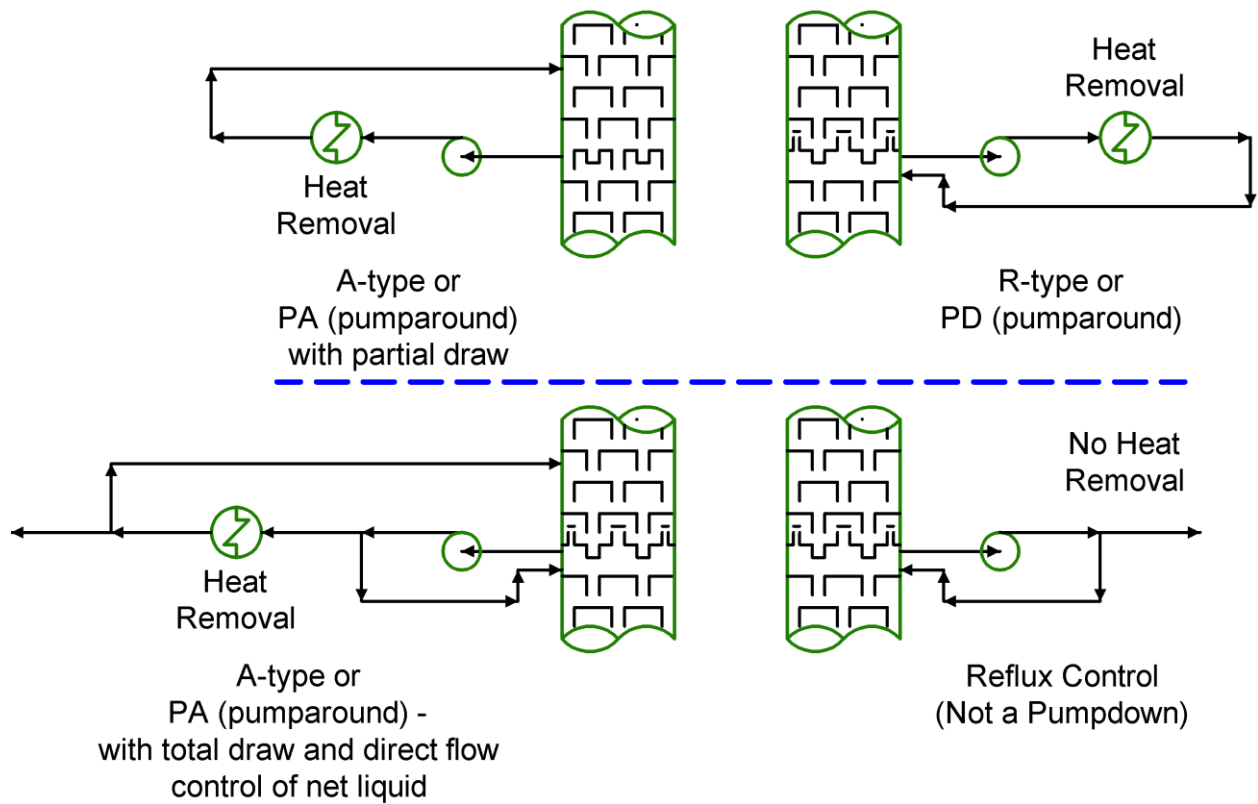 Heat
Removal
Heat
Removal
A-type or
PA (pumparound)
with partial draw
R-type or
PD (pumparound)
No Heat
Removal
Heat
Removal
A-type or
PA (pumparound) -
with total draw and direct flow
control of net liquid
Reflux Control
(Not a Pumpdown)